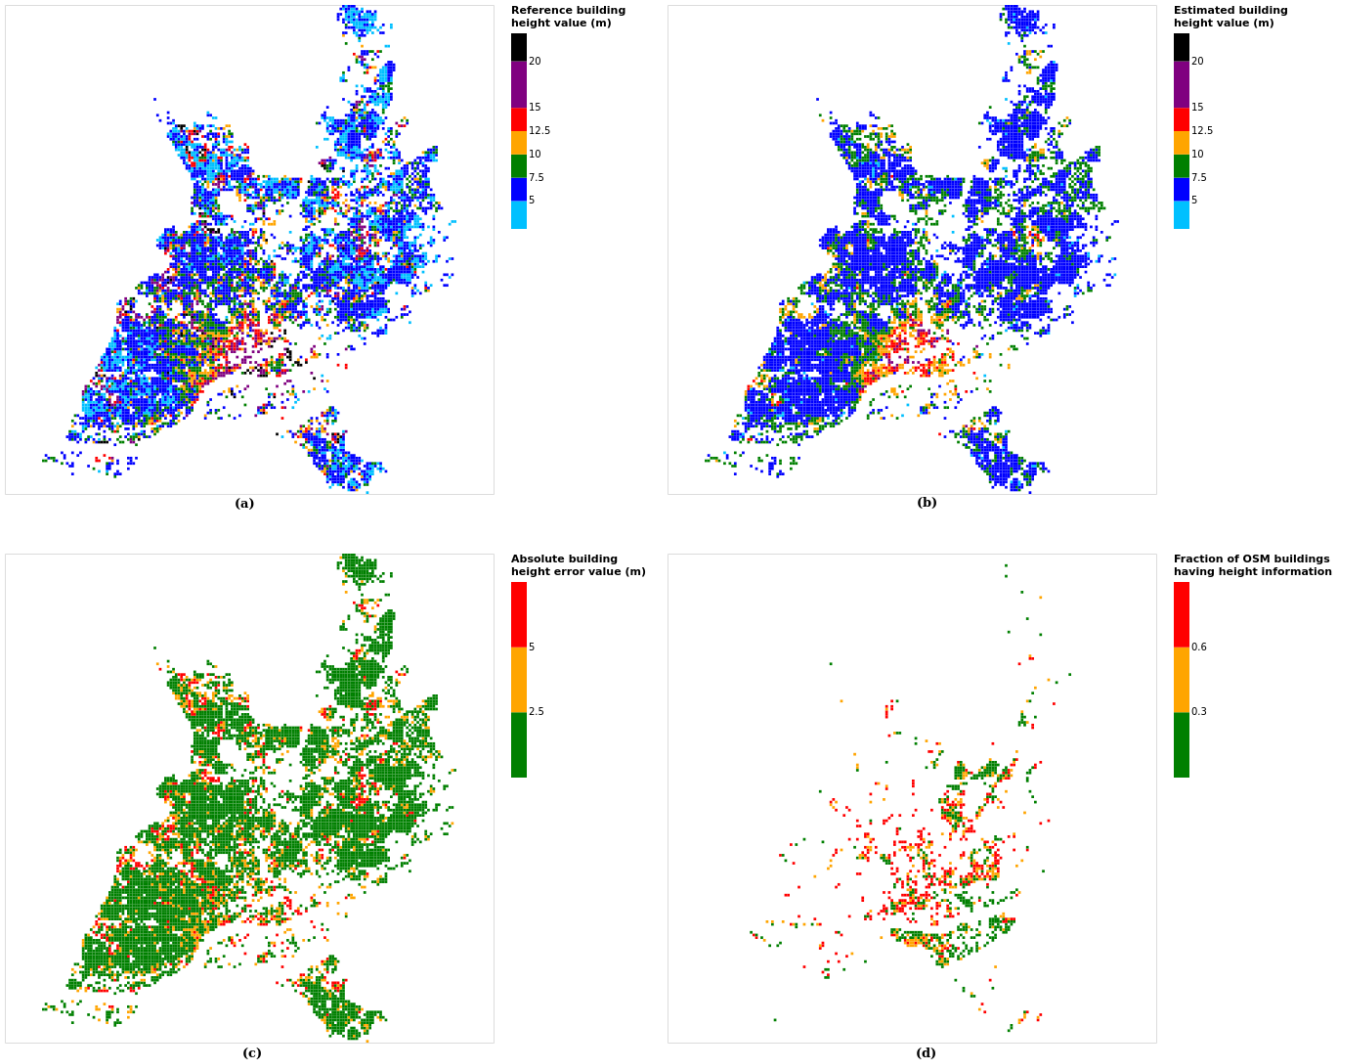 Reference building
height value (m)
20
15
12.5
10
7.5
5
(a)
Estimated building
height value (m)
20
15
12.5
10
7.5
5
(b)
Absolute building
height error value (m)
5
2.5
(c)
Fraction of OSM buildings
having height information
0.6
0.3
(d)